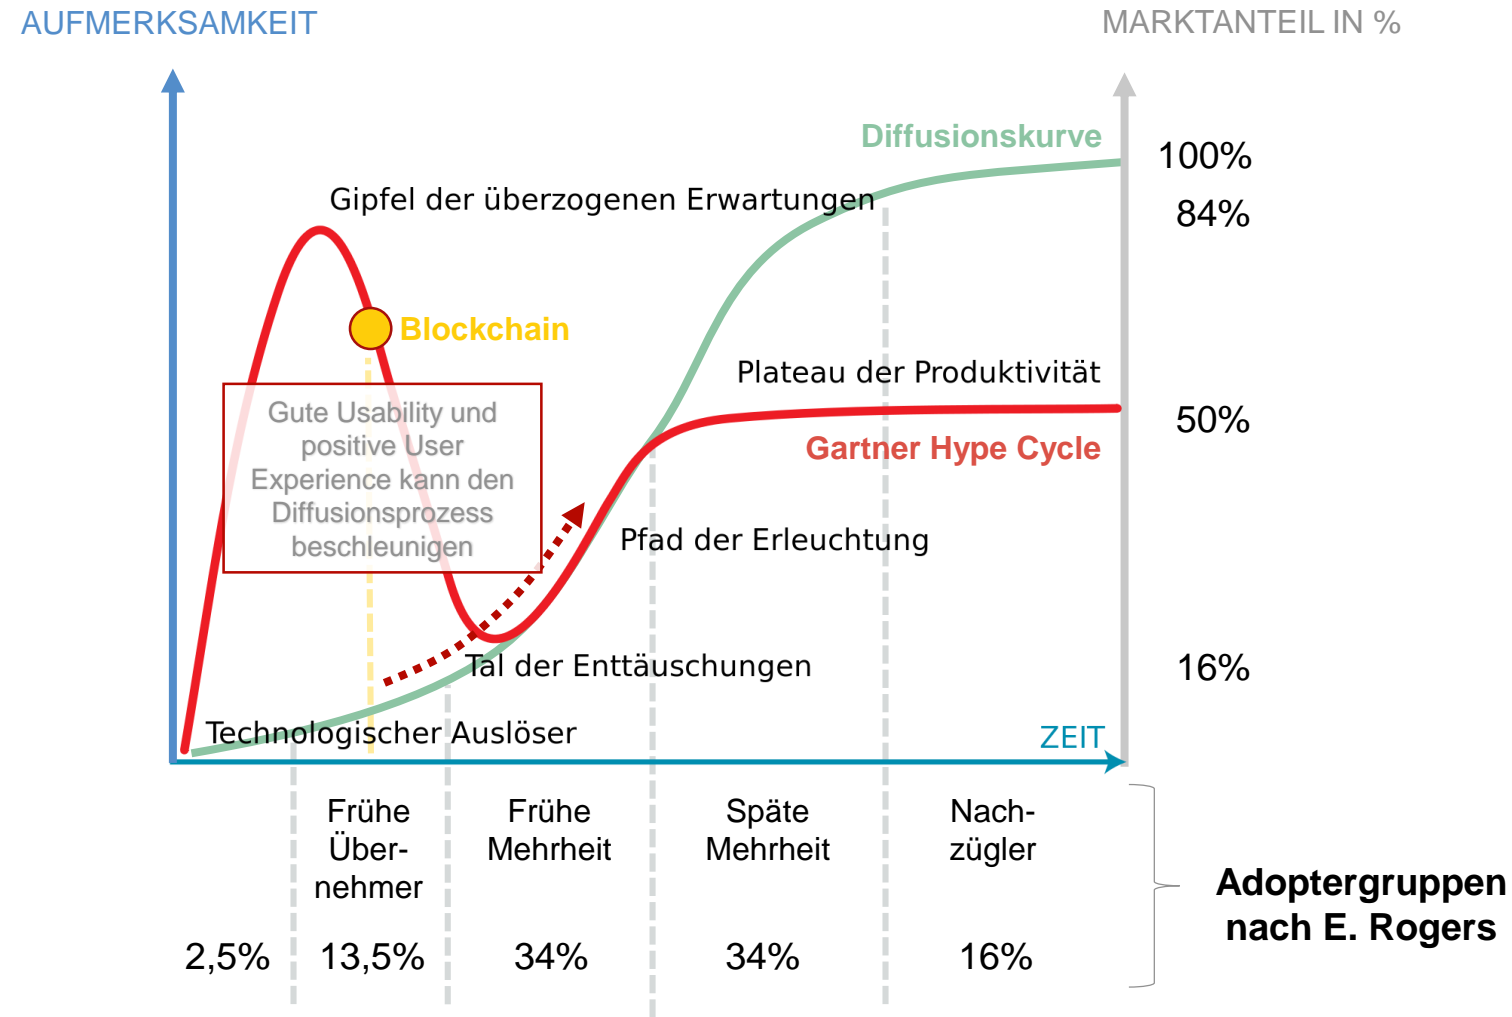 AUFMERKSAMKEIT
MARKTANTEIL IN %
Diffusionskurve
100%
Gipfel der überzogenen Erwartungen
84%
Blockchain
Plateau der Produktivität
Gute Usability und
positive User
Experience kann den
Diffusionsprozess
beschleunigen
50%
Gartner Hype Cycle
Pfad der Erleuchtung
Tal der Enttäuschungen
16%
Technologischer Auslöser
ZEIT
Frühe
Über-
nehmer
Frühe
Mehrheit
Späte
Mehrheit
Nach-
zügler
Adoptergruppen
nach E. Rogers
2,5%
13,5%
34%
34%
16%